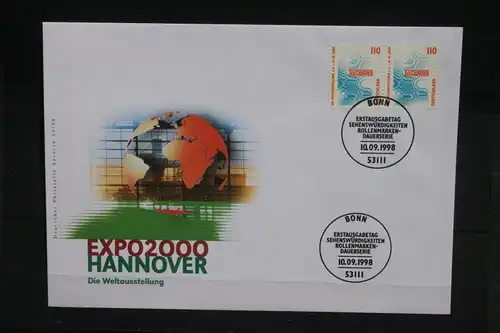 110
110
BONN
ERSTAUSGABETAG
SEHENSWÜRDIGKEITEN
ROLLENMARKEN-
DAUERSERIE
10.09.1998
53111
BONN
ERSTAUSGABETAG
SEHENSWÜRDIGKEITEN
ROLLENMARKEN-
DAUERSERIE
10.09.1998
53111
EXPO2000
HANNOVER
Die Weltausstellung